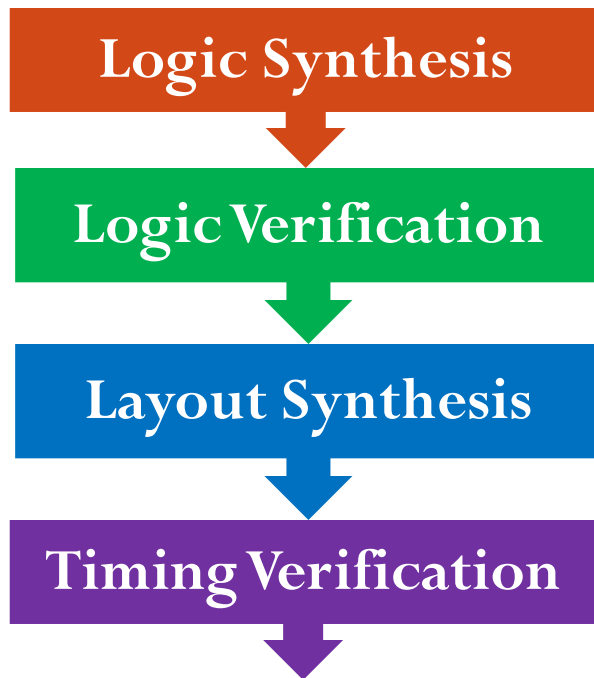 Logic Synthesis
Logic Verification
Layout Synthesis
Timing Verification